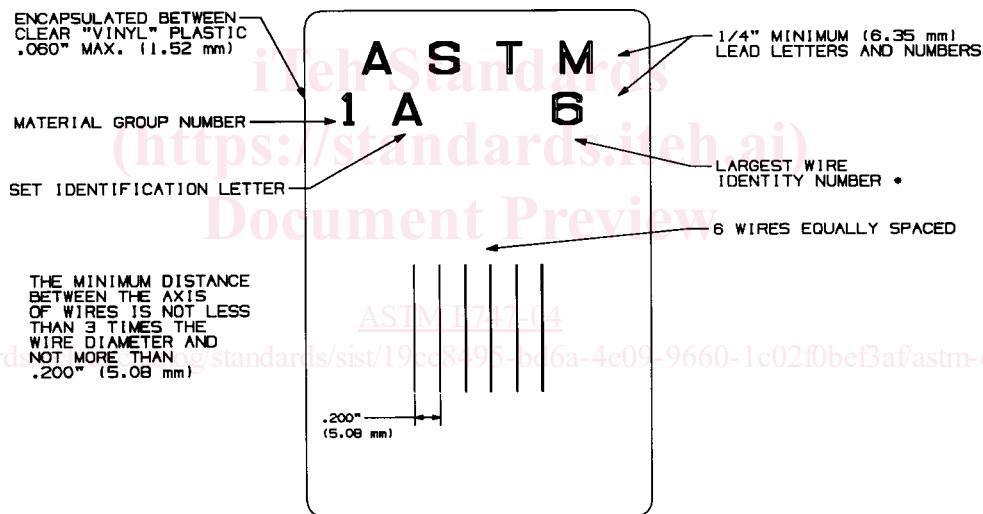 ENCAPSULATED BETWEEN
CLEAR "VINYL" PLASTIC
.060" MAX. (1.52 mm)
1/4" MINIMUM (6.35 mm)
LEAD LETTERS AND NUMBERS
A S T M
iTeh Standards
1 A 6
MATERIAL GROUP NUMBER
(https://standards.iteh.ai)
SET IDENTIFICATION LETTER
LARGEST WIRE
IDENTITY NUMBER •
Document Preview
6 WIRES EQUALLY SPACED
THE MINIMUM DISTANCE
BETWEEN THE AXIS
OF WIRES IS NOT LESS
THAN 3 TIMES THE
WIRE DIAMETER AND
NOT MORE THAN
.200" (5.08 mm)
ASTM E747-04
/standards/sist/19cc8495-bd6a-4e09-9660-1c02f0bef3af/astm-
.200"
(5.08 mm)